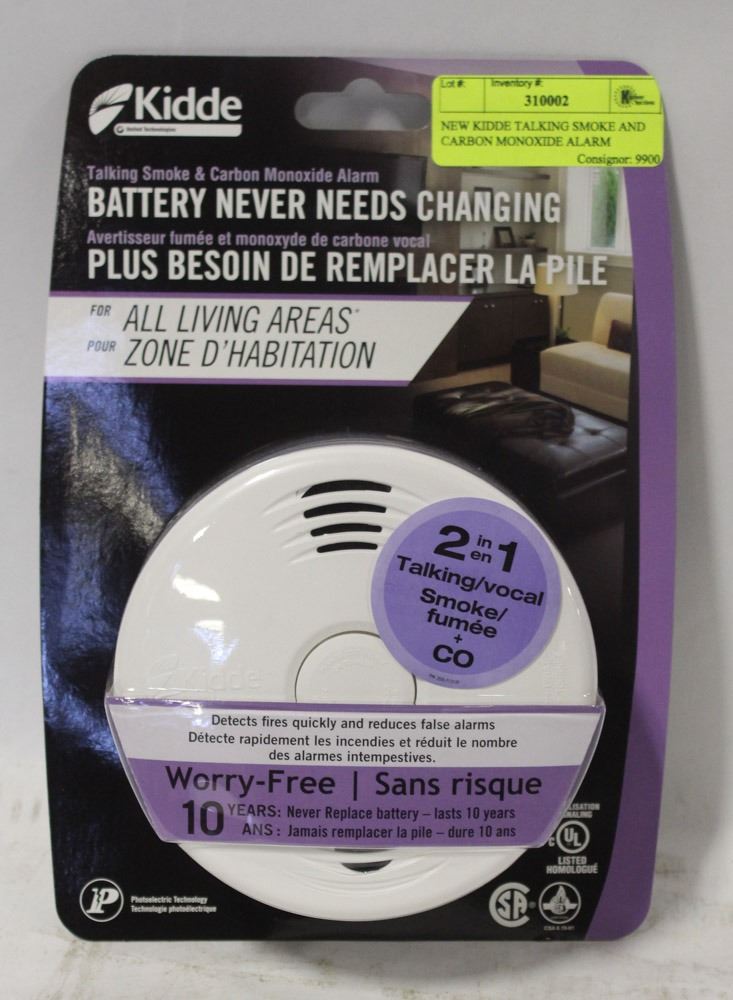 Kidde
United Technologies
Lot #:
Inventory #:
310002
NEW KIDDE TALKING SMOKE AND
CARBON MONOXIDE ALARM
Consignor: 9900
Talking Smoke & Carbon Monoxide Alarm
BATTERY NEVER NEEDS CHANGING
Avertisseur fumée et monoxyde de carbone vocal
PLUS BESOIN DE REMPLACER LA PILE
FOR ALL LIVING AREAS*
POUR ZONE D'HABITATION
2 in en 1
Talking/vocal
Smoke/
fumée
+
CO
Kidde
Detects fires quickly and reduces false alarms
Détecte rapidement les incendies et réduit le nombre
des alarmes intempestives.
Worry-Free | Sans risque
10 YEARS: Never Replace battery – lasts 10 years
ANS : Jamais remplacer la pile – dure 10 ans
C UL
LISTED
HOMOLOGUÉ
P
Photoelectric Technology
Technologie photoélectrique
SA